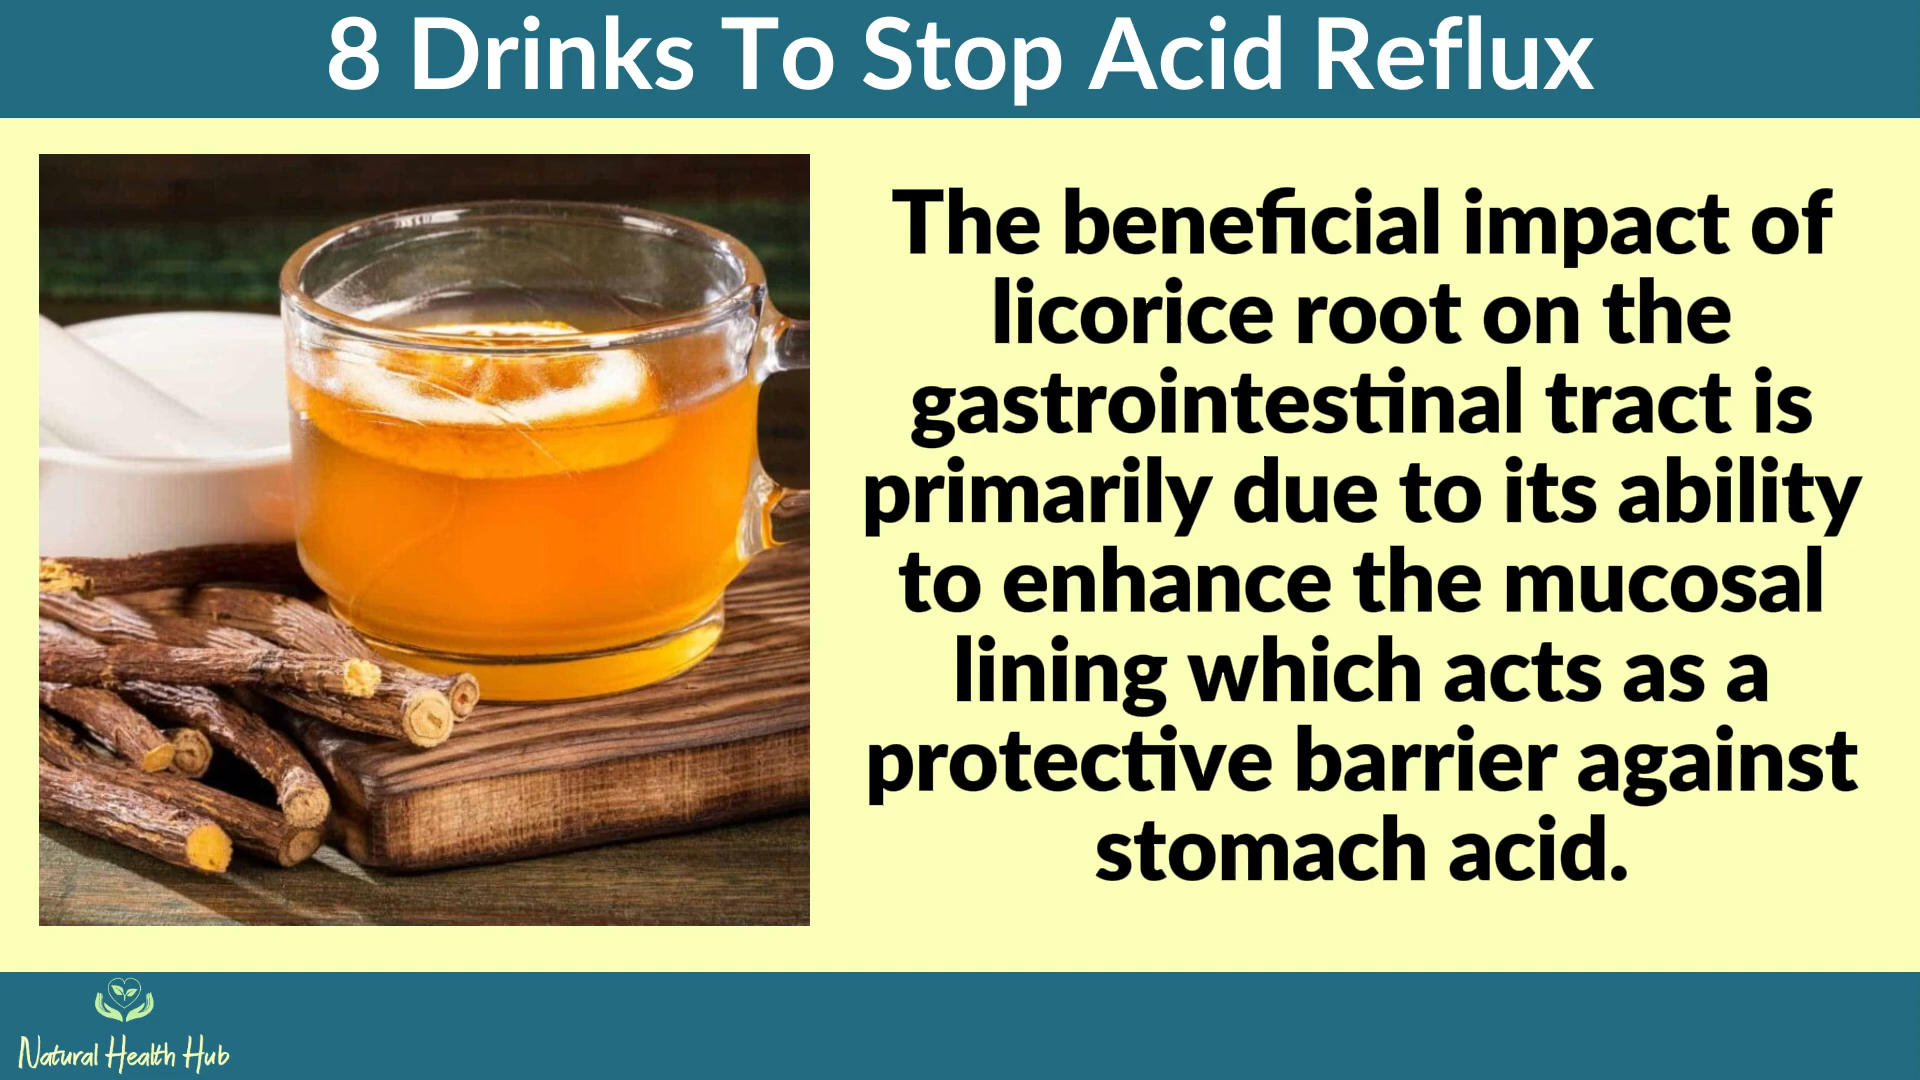 8 Drinks To Stop Acid Reflux
The beneficial impact of
licorice root on the
gastrointestinal tract is
primarily due to its ability
to enhance the mucosal
lining which acts as a
protective barrier against
stomach acid.
Natural Health Hub